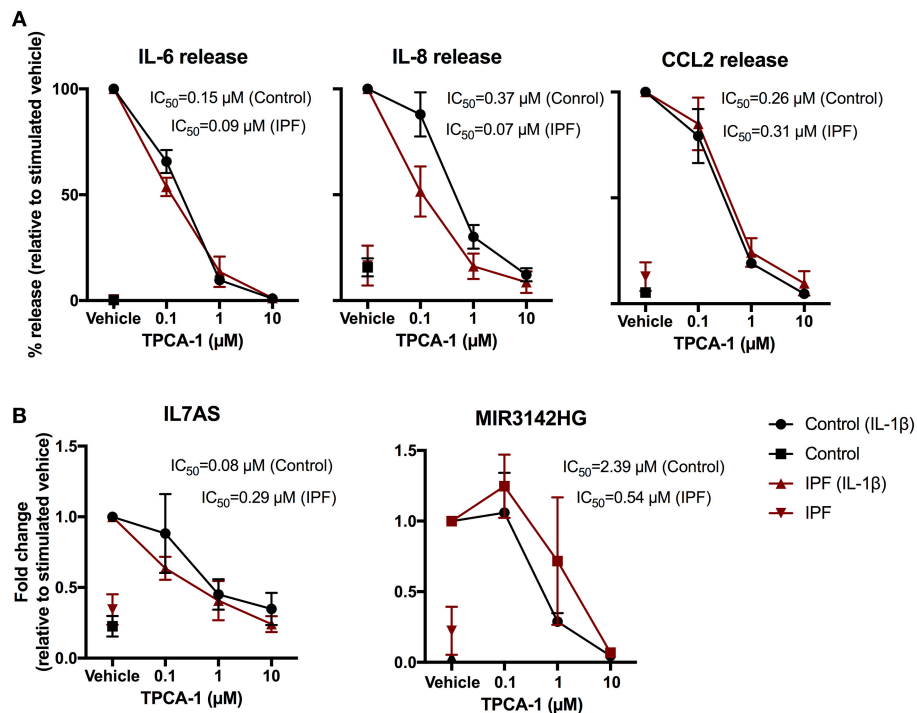 A
IL-6 release
IL-8 release
CCL2 release
% release (relative to stimulated vehicle)
100
50
0
IC50=0.15 µM (Control)
IC50=0.09 µM (IPF)
IC50=0.37 µM (Conrol)
IC50=0.07 µM (IPF)
IC50=0.26 µM (Control)
IC50=0.31 µM (IPF)
Vehicle 0.1 1 10
TPCA-1 (µM)
Vehicle 0.1 1 10
TPCA-1 (µM)
Vehicle 0.1 1 10
TPCA-1 (µM)
B
IL7AS
Fold change
(relative to stimulated vehice)
1.5
1.0
0.5
0.0
IC50=0.08 µM (Control)
IC50=0.29 µM (IPF)
Vehicle 0.1 1 10
TPCA-1 (µM)
MIR3142HG
1.5
1.0
0.5
0.0
IC50=2.39 µM (Control)
IC50=0.54 µM (IPF)
Vehicle 0.1 1 10
TPCA-1 (µM)
Control (IL-1β)
Control
IPF (IL-1β)
IPF